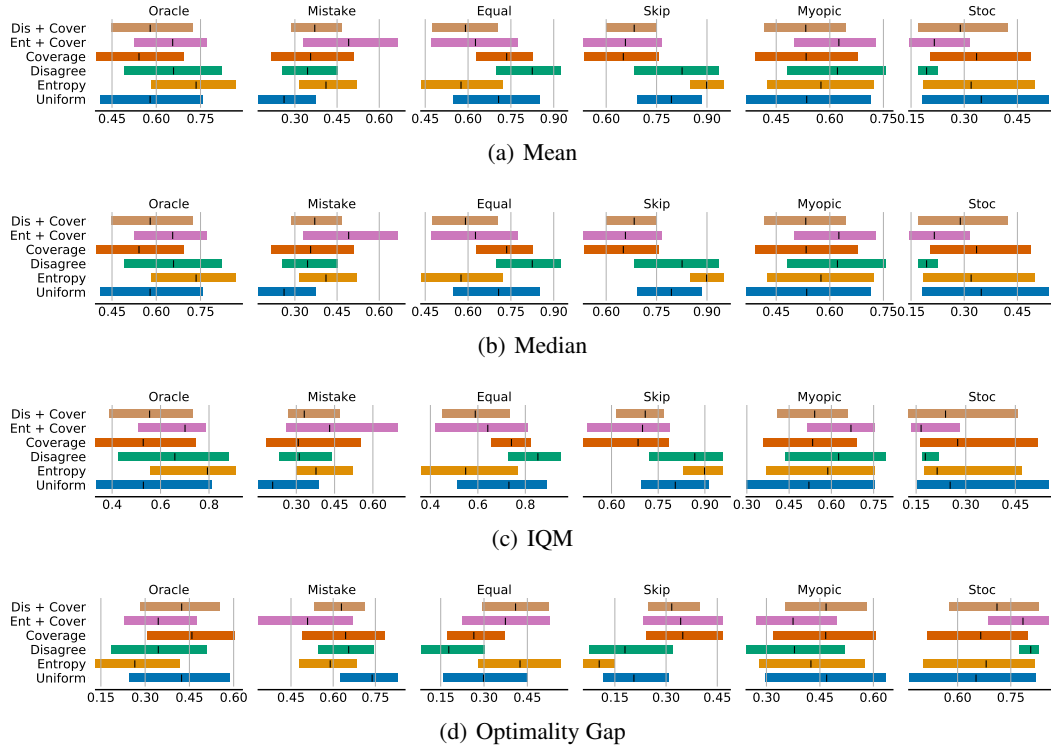 Oracle Mistake Equal Skip Myopic Stoc
Dis + Cover
Ent + Cover
Coverage
Disagree
Entropy
Uniform
0.45 0.60 0.75 0.30 0.45 0.60 0.45 0.60 0.75 0.90 0.60 0.75 0.90 0.45 0.60 0.75 0.15 0.30 0.45
(a) Mean
Oracle Mistake Equal Skip Myopic Stoc
Dis + Cover
Ent + Cover
Coverage
Disagree
Entropy
Uniform
0.45 0.60 0.75 0.30 0.45 0.60 0.45 0.60 0.75 0.90 0.60 0.75 0.90 0.45 0.60 0.75 0.15 0.30 0.45
(b) Median
Oracle Mistake Equal Skip Myopic Stoc
Dis + Cover
Ent + Cover
Coverage
Disagree
Entropy
Uniform
0.4 0.6 0.8 0.30 0.45 0.60 0.4 0.6 0.8 0.60 0.75 0.90 0.30 0.45 0.60 0.75 0.15 0.30 0.45
(c) IQM
Oracle Mistake Equal Skip Myopic Stoc
Dis + Cover
Ent + Cover
Coverage
Disagree
Entropy
Uniform
0.15 0.30 0.45 0.60 0.45 0.60 0.75 0.15 0.30 0.45 0.15 0.30 0.45 0.30 0.45 0.60 0.60 0.75
(d) Optimality Gap